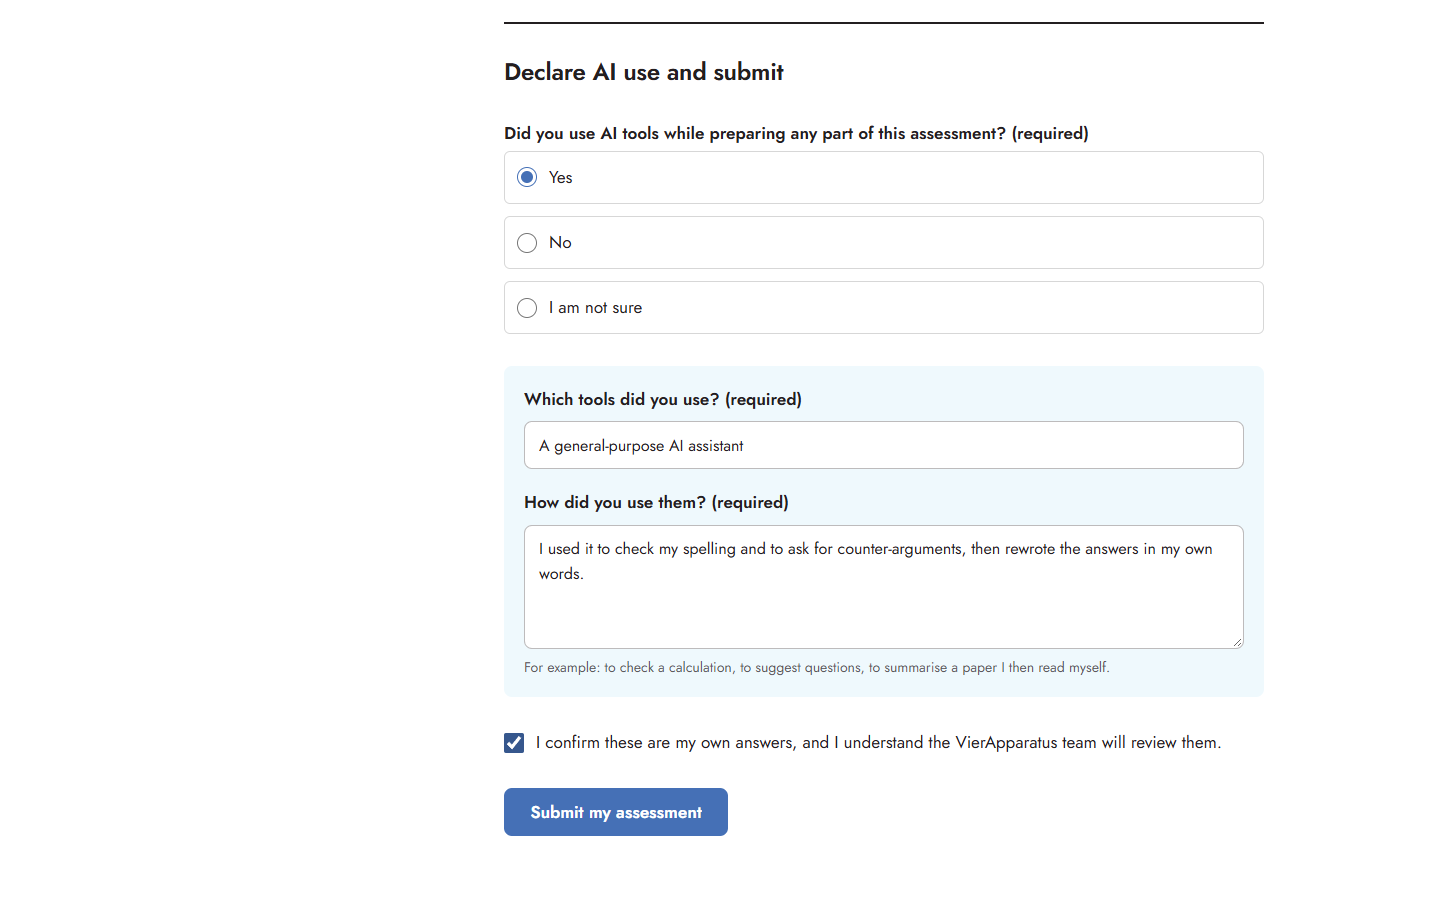 Declare AI use and submit
Did you use AI tools while preparing any part of this assessment? (required)
Yes
No
I am not sure
Which tools did you use? (required)
A general-purpose AI assistant
How did you use them? (required)
I used it to check my spelling and to ask for counter-arguments, then rewrote the answers in my own
words.
For example: to check a calculation, to suggest questions, to summarise a paper I then read myself.
I confirm these are my own answers, and I understand the VierApparatus team will review them.
Submit my assessment